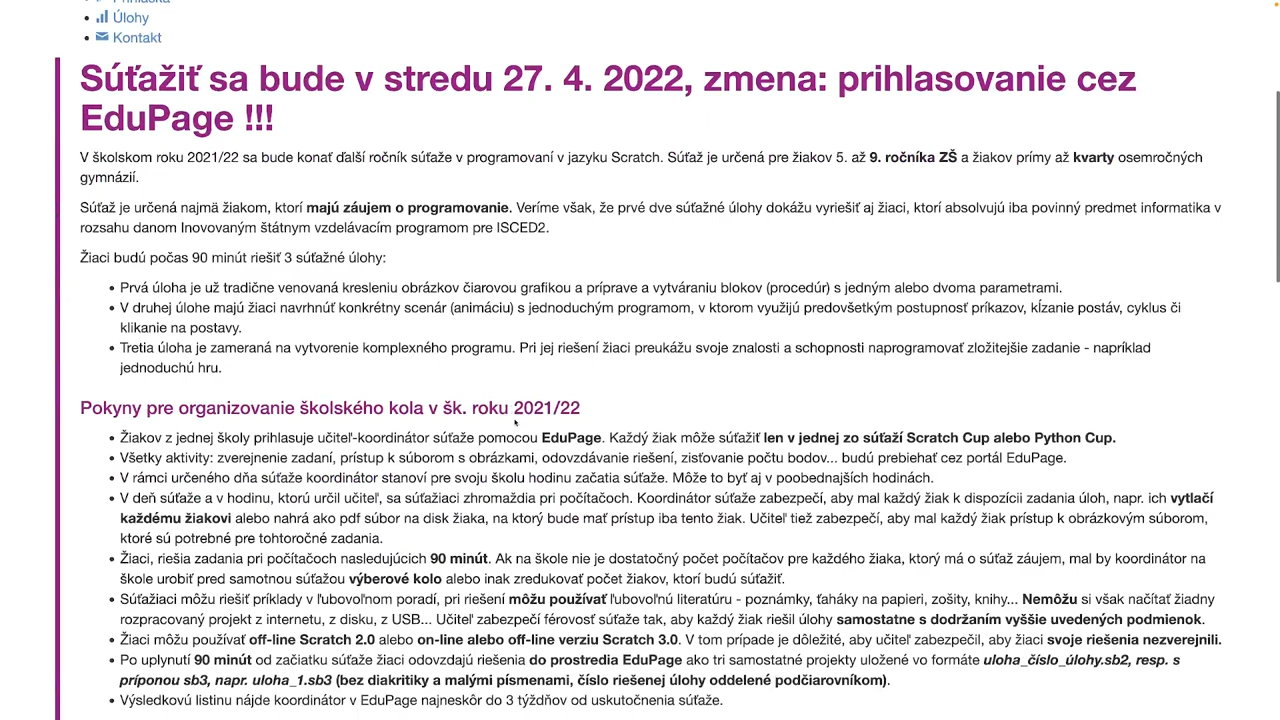 Prihláška
Úlohy
Kontakt
Súťažiť sa bude v stredu 27. 4. 2022, zmena: prihlasovanie cez
EduPage !!!
V školskom roku 2021/22 sa bude konať ďalší ročník súťaže v programovaní v jazyku Scratch. Súťaž je určená pre žiakov 5. až 9. ročníka ZŠ a žiakov prímy až kvarty osemročných
gymnázií.
Súťaž je určená najmä žiakom, ktorí majú záujem o programovanie. Veríme však, že prvé dve súťažné úlohy dokážu vyriešiť aj žiaci, ktorí absolvujú iba povinný predmet informatika v
rozsahu danom Inovovaným štátnym vzdelávacím programom pre ISCED2.
Žiaci budú počas 90 minút riešiť 3 súťažné úlohy:
Prvá úloha je už tradične venovaná kresleniu obrázkov čiarovou grafikou a príprave a vytváraniu blokov (procedúr) s jedným alebo dvoma parametrami.
V druhej úlohe majú žiaci navrhnúť konkrétny scenár (animáciu) s jednoduchým programom, v ktorom využijú predovšetkým postupnosť príkazov, kĺzanie postáv, cyklus či
klikanie na postavy.
Tretia úloha je zameraná na vytvorenie komplexného programu. Pri jej riešení žiaci preukážu svoje znalosti a schopnosti naprogramovať zložitejšie zadanie - napríklad
jednoduchú hru.
Pokyny pre organizovanie školského kola v šk. roku 2021/22
Žiakov z jednej školy prihlasuje učiteľ-koordinátor súťaže pomocou EduPage. Každý žiak môže súťažiť len v jednej zo súťaží Scratch Cup alebo Python Cup.
Všetky aktivity: zverejnenie zadaní, prístup k súborom s obrázkami, odovzdávanie riešení, zisťovanie počtu bodov... budú prebiehať cez portál EduPage.
V rámci určeného dňa súťaže koordinátor stanoví pre svoju školu hodinu začatia súťaže. Môže to byť aj v poobednajších hodinách.
V deň súťaže a v hodinu, ktorú určil učiteľ, sa súťažiaci zhromaždia pri počítačoch. Koordinátor súťaže zabezpečí, aby mal každý žiak k dispozícii zadania úloh, napr. ich vytlačí
každému žiakovi alebo nahrá ako pdf súbor na disk žiaka, na ktorý bude mať prístup iba tento žiak. Učiteľ tiež zabezpečí, aby mal každý žiak prístup k obrázkovým súborom,
ktoré sú potrebné pre tohtoročné zadania.
Žiaci, riešia zadania pri počítačoch nasledujúcich 90 minút. Ak na škole nie je dostatočný počet počítačov pre každého žiaka, ktorý má o súťaž záujem, mal by koordinátor na
škole urobiť pred samotnou súťažou výberové kolo alebo inak zredukovať počet žiakov, ktorí budú súťažiť.
Súťažiaci môžu riešiť príklady v ľubovoľnom poradí, pri riešení môžu používať ľubovoľnú literatúru - poznámky, ťaháky na papieri, zošity, knihy... Nemôžu si však načítať žiadny
rozpracovaný projekt z internetu, z disku, z USB... Učiteľ zabezpečí férovosť súťaže tak, aby každý žiak riešil úlohy samostatne s dodržaním vyššie uvedených podmienok.
Žiaci môžu používať off-line Scratch 2.0 alebo on-line alebo off-line verziu Scratch 3.0. V tom prípade je dôležité, aby učiteľ zabezpečil, aby žiaci svoje riešenia nezverejnili.
Po uplynutí 90 minút od začiatku súťaže žiaci odovzdajú riešenia do prostredia EduPage ako tri samostatné projekty uložené vo formáte uloha_číslo_úlohy.sb2, resp. s
príponou sb3, napr. uloha_1.sb3 (bez diakritiky a malými písmenami, číslo riešenej úlohy oddelené podčiarovníkom).
Výsledkovú listinu nájde koordinátor v EduPage najneskôr do 3 týždňov od uskutočnenia súťaže.